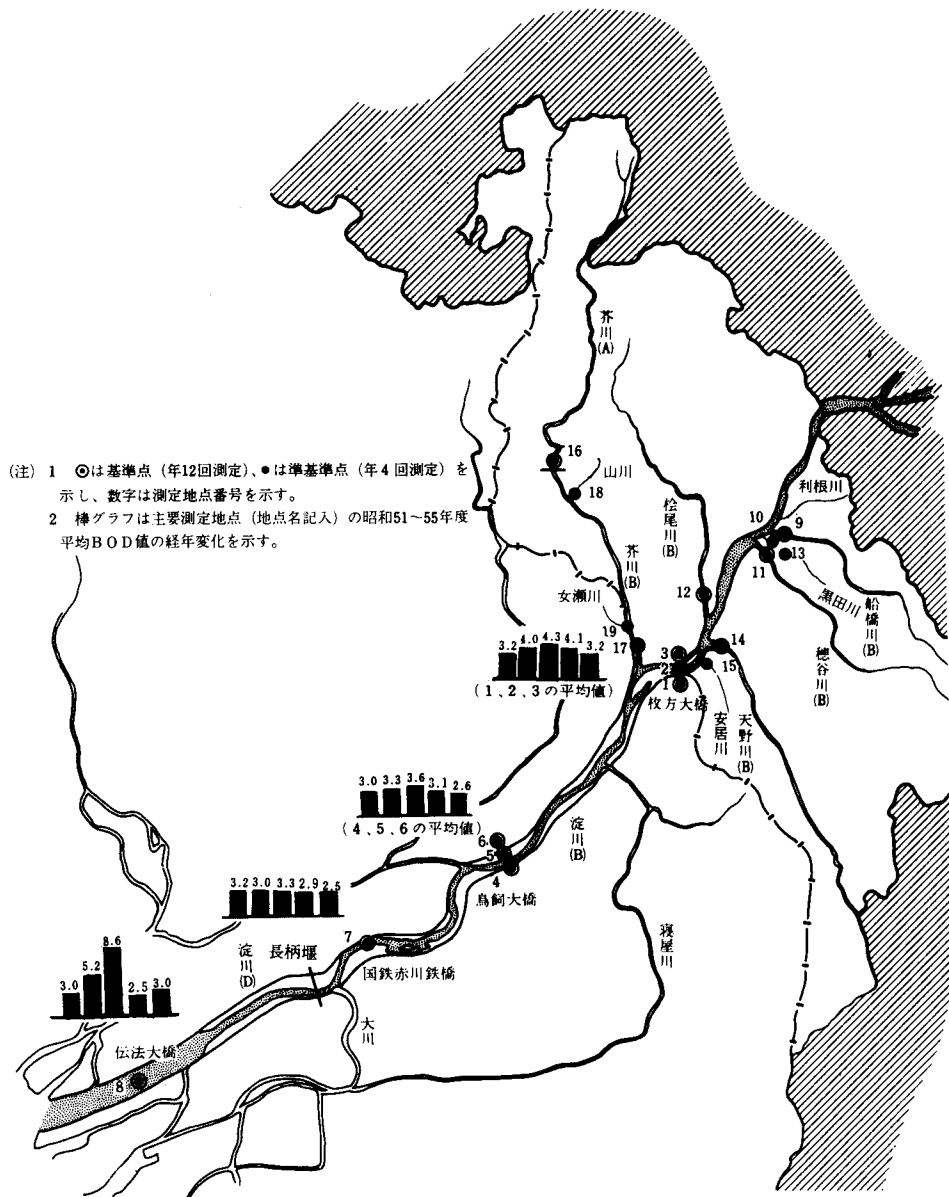 (注) 1 ◎は基準点(年12回測定)、●は準基準点(年4回測定)を
示し、数字は測定地点番号を示す。
2 棒グラフは主要測定地点(地点名記入)の昭和51~55年度
平均BOD値の経年変化を示す。
芥川(A)
16
山川
18
桧尾川(B)
利根川
10
9
11
13
黒田川
船橋川(B)
穂谷川(B)
12
芥川(B)
女瀬川
19
17
14
3
2
1
15
枚方大橋
安居川
天野川(B)
3.2 4.0 4.3 4.1 3.2
(1、2、3の平均値)
3.0 3.3 3.6 3.1 2.6
(4、5、6の平均値)
淀川(B)
6
5
4
鳥飼大橋
3.2 3.0 3.3 2.9 2.5
7
淀川(D)
長柄堰
国鉄赤川鉄橋
寝屋川
大川
3.0 5.2 8.6 2.5 3.0
伝法大橋
8